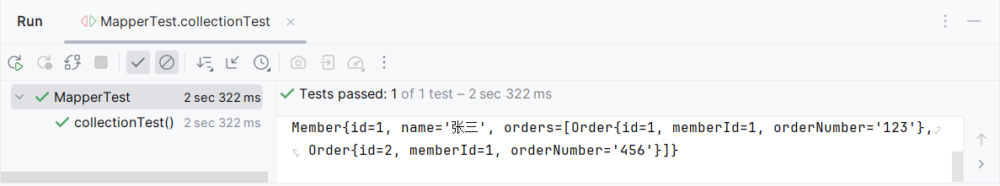 Run
MapperTest.collectionTest
MapperTest 2 sec 322 ms
collectionTest() 2 sec 322 ms
Tests passed: 1 of 1 test – 2 sec 322 ms
Member{id=1, name='张三', orders=[Order{id=1, memberId=1, orderNumber='123'},
Order{id=2, memberId=1, orderNumber='456'}]}